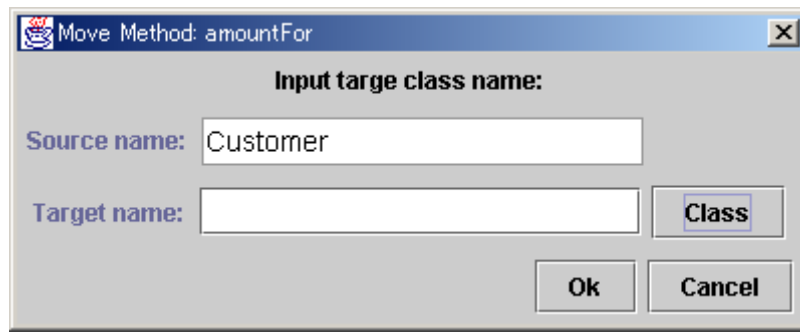 Move Method: amountFor
Input targe class name:
Source name: Customer
Target name: Class
Ok Cancel